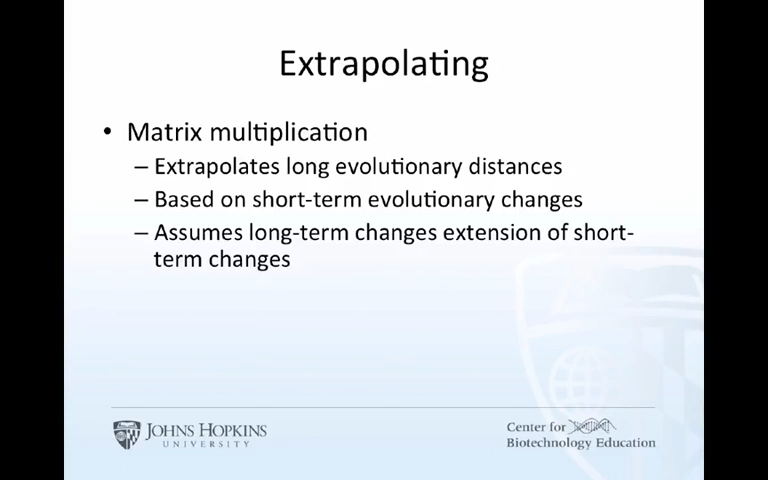 Extrapolating
• Matrix multiplication
– Extrapolates long evolutionary distances
– Based on short-term evolutionary changes
– Assumes long-term changes extension of short-
term changes
JOHNS HOPKINS
UNIVERSITY
Center for
Biotechnology Education